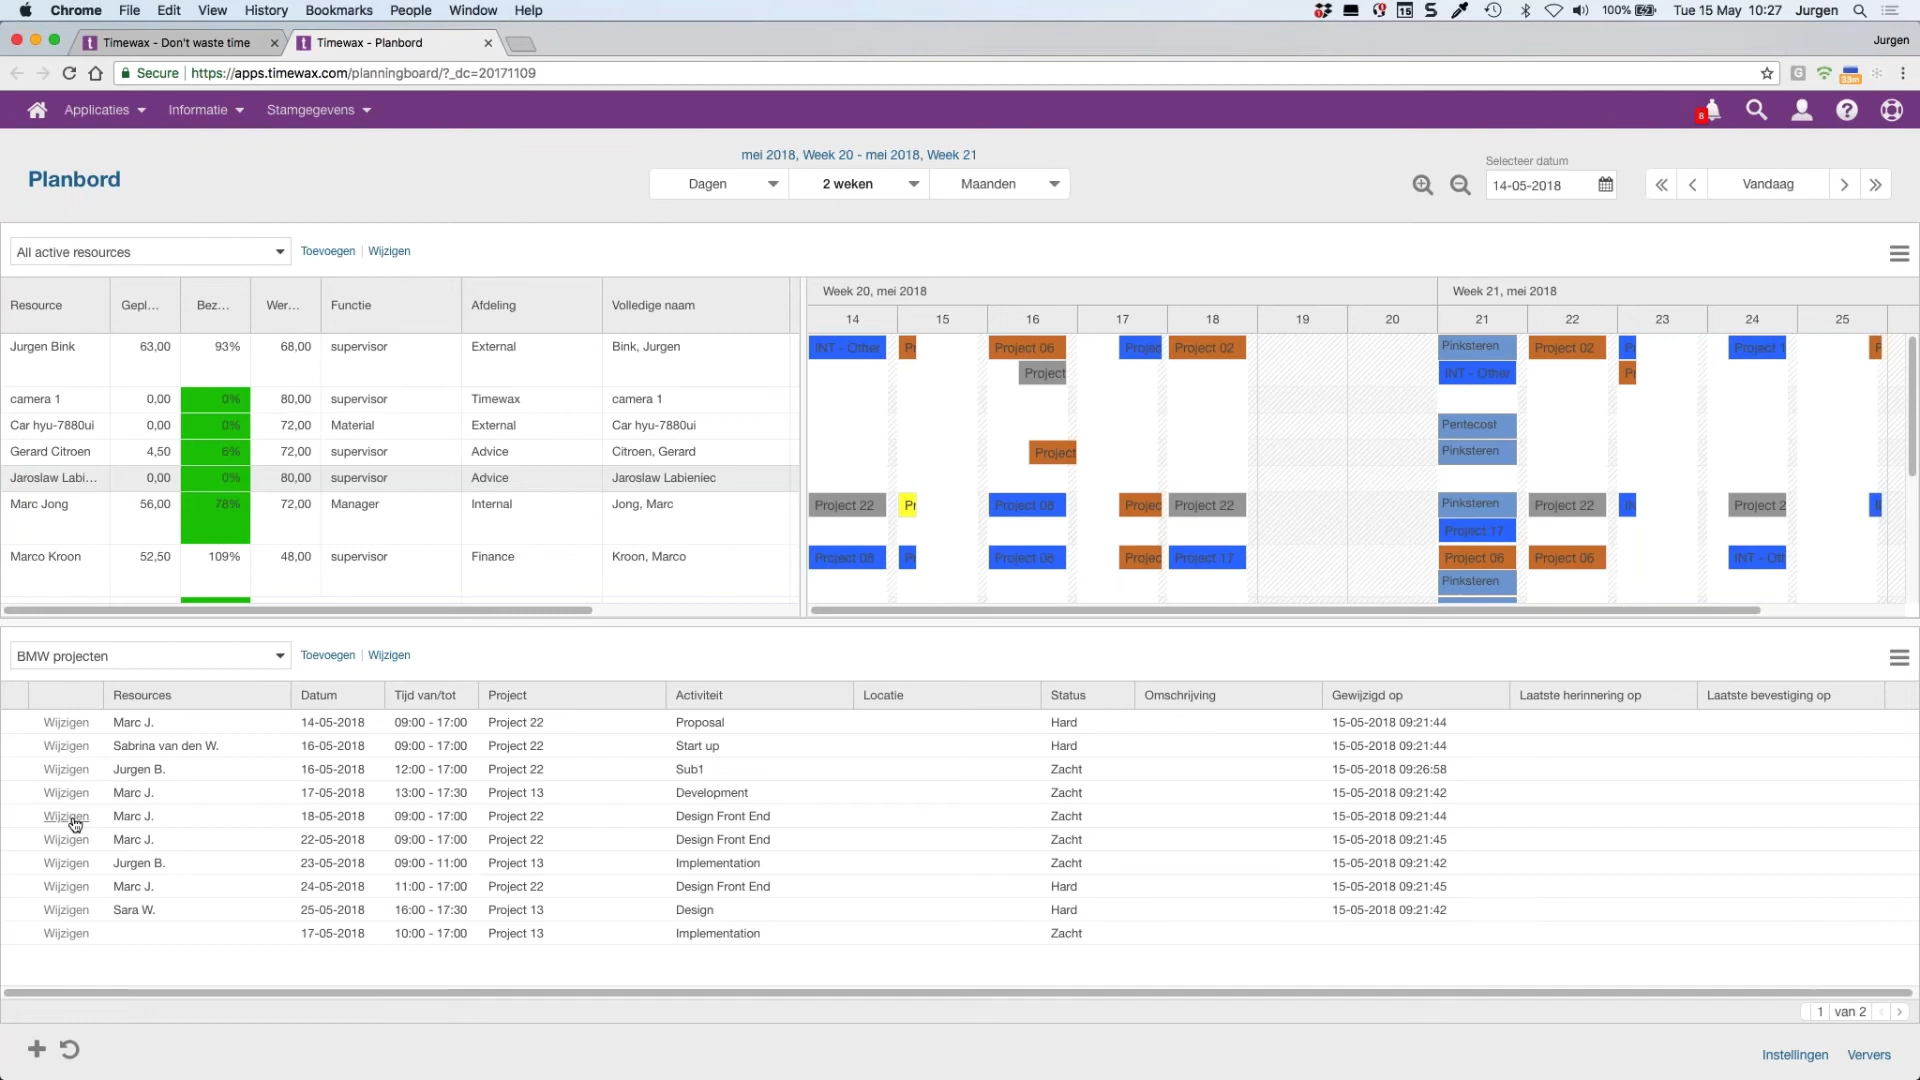 Chrome File Edit View History Bookmarks People Window Help 15 100% Tue 15 May 10:27 Jurgen
Timewax - Don't waste time Timewax - Planbord Jurgen
Secure https://apps.timewax.com/planningboard/?_dc=20171109
Applicaties Informatie Stamgegevens 8
Planbord
mei 2018, Week 20 - mei 2018, Week 21
Dagen 2 weken Maanden
Selecteer datum
14-05-2018 Vandaag
All active resources Toevoegen Wijzigen
Resource Gepl... Bez... Wer... Functie Afdeling Volledige naam
Week 20, mei 2018 Week 21, mei 2018
14 15 16 17 18 19 20 21 22 23 24 25
Jurgen Bink 63,00 93% 68,00 supervisor External Bink, Jurgen
INT - Other Project 06 Projec Project 02 Pinksteren Project 02 Project 1
Project INT - Other
camera 1 0,00 0% 80,00 supervisor Timewax camera 1
Car hyu-7880ui 0,00 0% 72,00 Material External Car hyu-7880ui Pentecost
Gerard Citroen 4,50 6% 72,00 supervisor Advice Citroen, Gerard Project Pinksteren
Jaroslaw Labi... 0,00 0% 80,00 supervisor Advice Jaroslaw Labieniec
Marc Jong 56,00 78% 72,00 Manager Internal Jong, Marc
Project 22 Project 08 Projec Project 22 Pinksteren Project 22 Project 2
Project 17
Marco Kroon 52,50 109% 48,00 supervisor Finance Kroon, Marco
Project 08 Project 08 Projec Project 17 Project 06 Project 06 INT - Oth
Pinksteren
BMW projecten Toevoegen Wijzigen
Resources Datum Tijd van/tot Project Activiteit Locatie Status Omschrijving Gewijzigd op Laatste herinnering op Laatste bevestiging op
Wijzigen Marc J. 14-05-2018 09:00 - 17:00 Project 22 Proposal Hard 15-05-2018 09:21:44
Wijzigen Sabrina van den W. 16-05-2018 09:00 - 17:00 Project 22 Start up Hard 15-05-2018 09:21:44
Wijzigen Jurgen B. 16-05-2018 12:00 - 17:00 Project 22 Sub1 Zacht 15-05-2018 09:26:58
Wijzigen Marc J. 17-05-2018 13:00 - 17:30 Project 13 Development Zacht 15-05-2018 09:21:42
Wijzigen Marc J. 18-05-2018 09:00 - 17:00 Project 22 Design Front End Zacht 15-05-2018 09:21:44
Wijzigen Marc J. 22-05-2018 09:00 - 17:00 Project 22 Design Front End Zacht 15-05-2018 09:21:45
Wijzigen Jurgen B. 23-05-2018 09:00 - 11:00 Project 13 Implementation Zacht 15-05-2018 09:21:42
Wijzigen Marc J. 24-05-2018 11:00 - 17:00 Project 22 Design Front End Hard 15-05-2018 09:21:45
Wijzigen Sara W. 25-05-2018 16:00 - 17:30 Project 13 Design Hard 15-05-2018 09:21:42
Wijzigen 17-05-2018 10:00 - 17:00 Project 13 Implementation Zacht
1 van 2
Instellingen Ververs